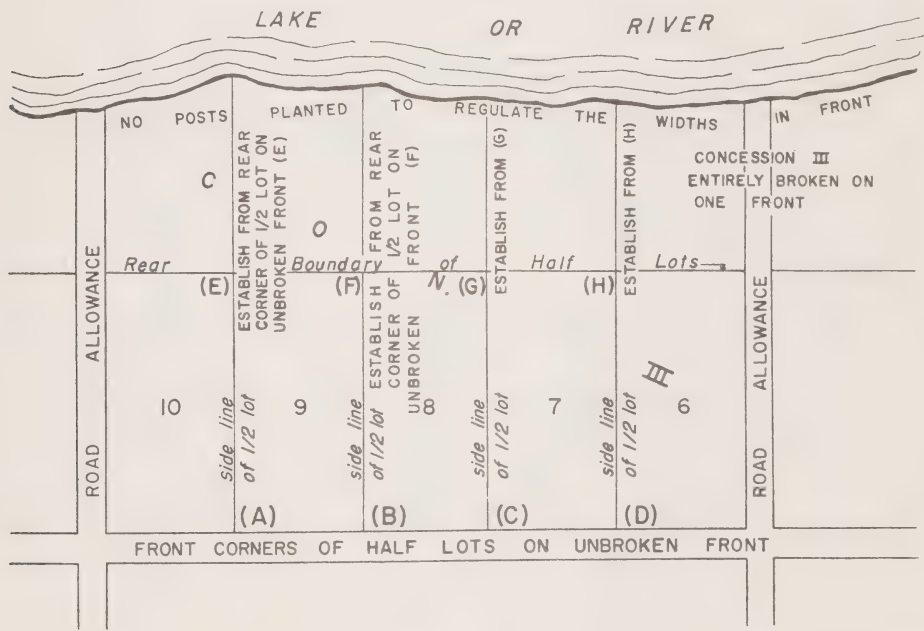 LAKE OR RIVER
NO POSTS PLANTED TO REGULATE THE WIDTHS IN FRONT
CONCESSION III
ENTIRELY BROKEN ON
ONE FRONT
C
O
N.
III
ESTABLISH FROM REAR
CORNER OF 1/2 LOT ON
UNBROKEN FRONT (E)
ESTABLISH FROM REAR
CORNER OF 1/2 LOT ON
UNBROKEN FRONT (F)
ESTABLISH FROM (G)
ESTABLISH FROM (H)
Rear Boundary of Half Lots
(E) (F) (G) (H)
ROAD ALLOWANCE
10 9 8 7 6
side line
of 1/2 lot
side line
of 1/2 lot
side line
of 1/2 lot
side line
of 1/2 lot
ROAD ALLOWANCE
(A) (B) (C) (D)
FRONT CORNERS OF HALF LOTS ON UNBROKEN FRONT